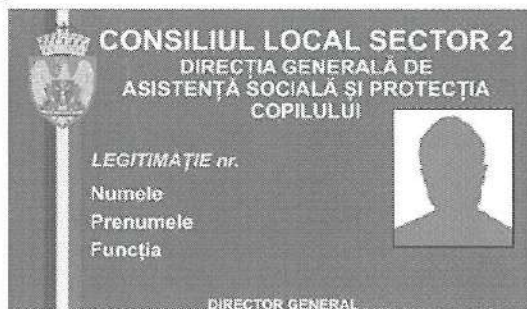 CONSILIUL LOCAL SECTOR 2
DIRECȚIA GENERALĂ DE
ASISTENȚĂ SOCIALĂ ȘI PROTECȚIA
COPILULUI
LEGITIMAȚIE nr.
Numele
Prenumele
Funcția
DIRECTOR GENERAL